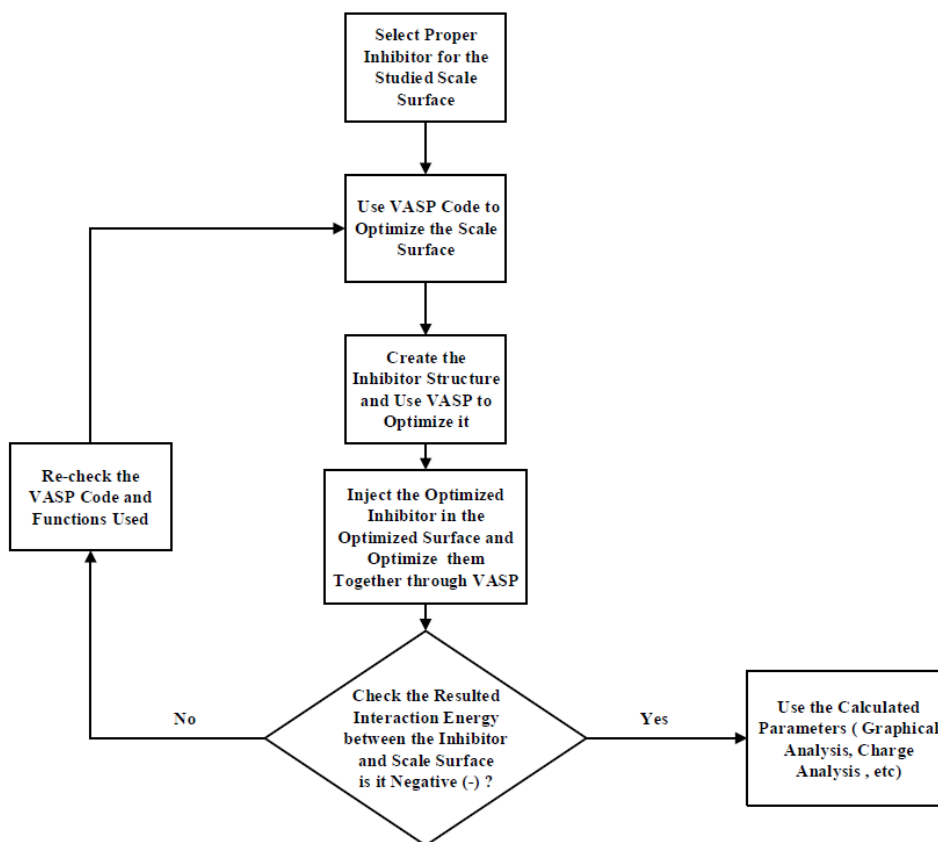 Select Proper
Inhibitor for the
Studied Scale
Surface
Use VASP Code to
Optimize the Scale
Surface
Create the
Inhibitor Structure
and Use VASP to
Optimize it
Re-check the
VASP Code and
Functions Used
Inject the Optimized
Inhibitor in the
Optimized Surface and
Optimize them
Together through VASP
No
Check the Resulted
Interaction Energy
between the Inhibitor
and Scale Surface
is it Negative (-) ?
Yes
Use the Calculated
Parameters ( Graphical
Analysis, Charge
Analysis , etc)